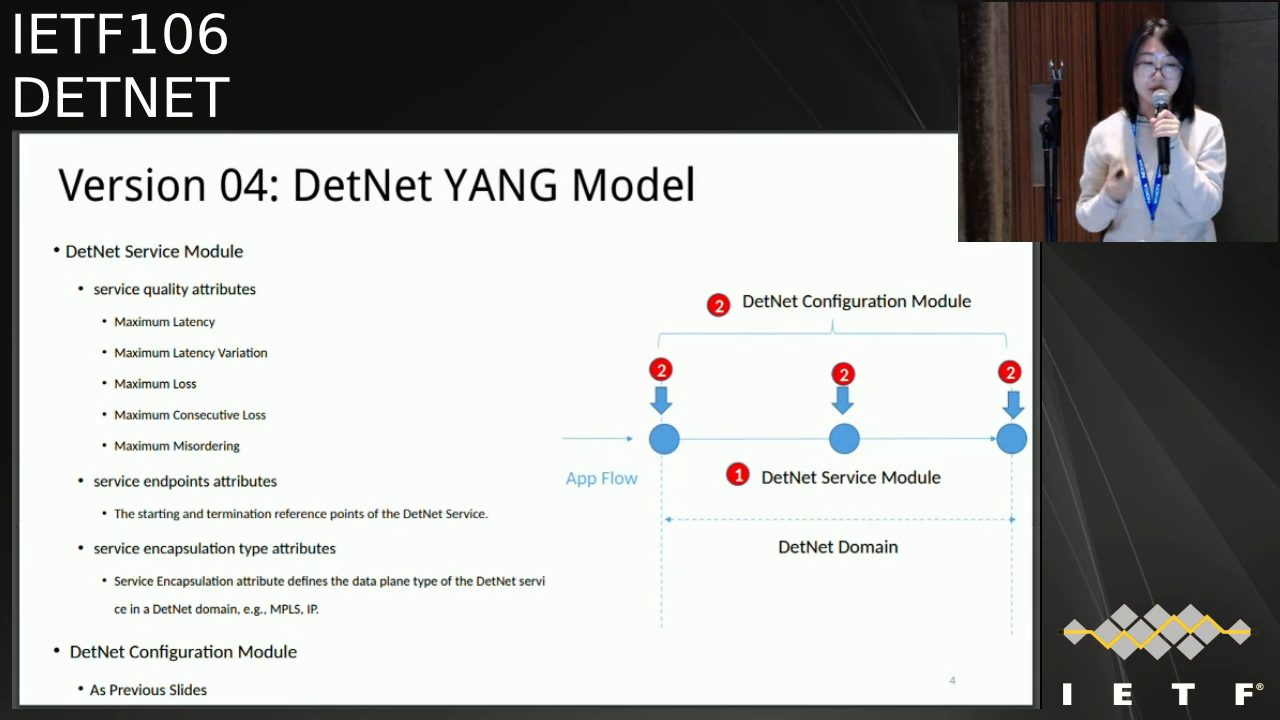 IETF106
DETNET
Version 04: DetNet YANG Model
• DetNet Service Module
• service quality attributes
• Maximum Latency
• Maximum Latency Variation
• Maximum Loss
• Maximum Consecutive Loss
• Maximum Misordering
• service endpoints attributes
• The starting and termination reference points of the DetNet Service.
• service encapsulation type attributes
• Service Encapsulation attribute defines the data plane type of the DetNet servi
ce in a DetNet domain, e.g., MPLS, IP.
• DetNet Configuration Module
• As Previous Slides
2 DetNet Configuration Module
2 2 2
App Flow
1 DetNet Service Module
DetNet Domain
4
I E T F®